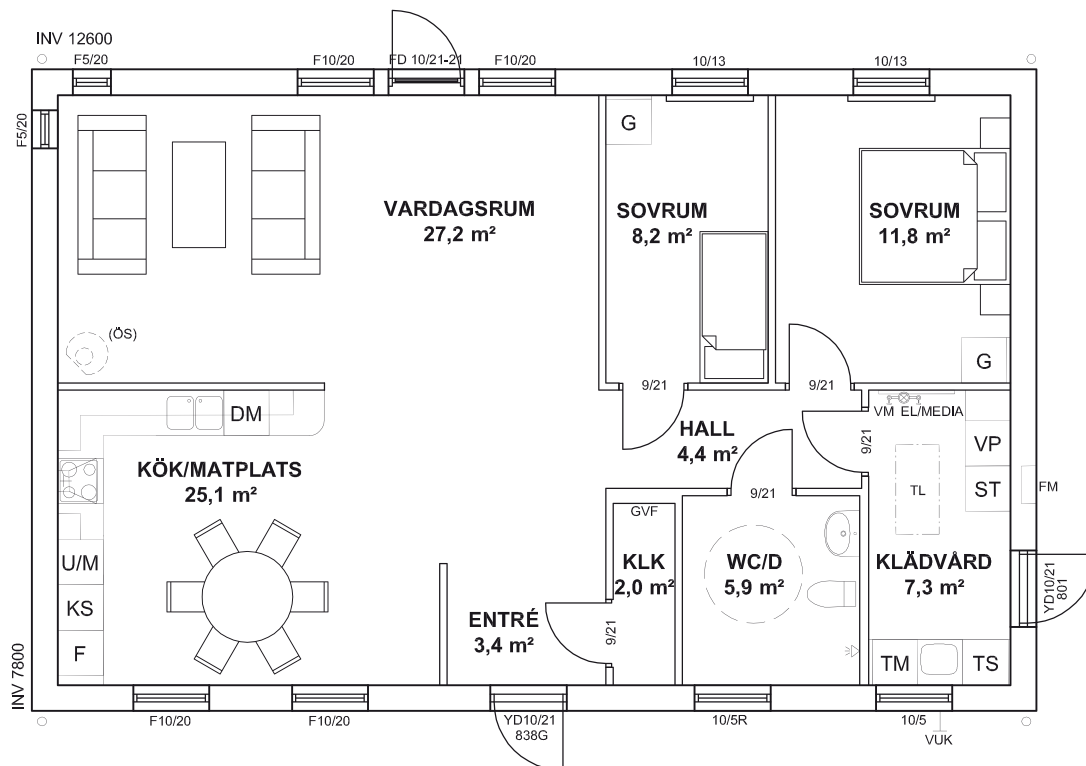 INV 12600
F5/20
F10/20
FD 10/21-21
F10/20
10/13
10/13
F5/20
G
VARDAGSRUM
27,2 m²
SOVRUM
8,2 m²
SOVRUM
11,8 m²
(ÖS)
G
9/21
9/21
DM
VM EL/MEDIA
HALL
4,4 m²
9/21
VP
KÖK/MATPLATS
25,1 m²
ST
FM
9/21
TL
GVF
U/M
KLK
2,0 m²
WC/D
5,9 m²
KLÄDVÅRD
7,3 m²
YD10/21
801
KS
ENTRÉ
3,4 m²
9/21
F
TM
TS
INV 7800
F10/20
F10/20
YD10/21
838G
10/5R
10/5
VUK